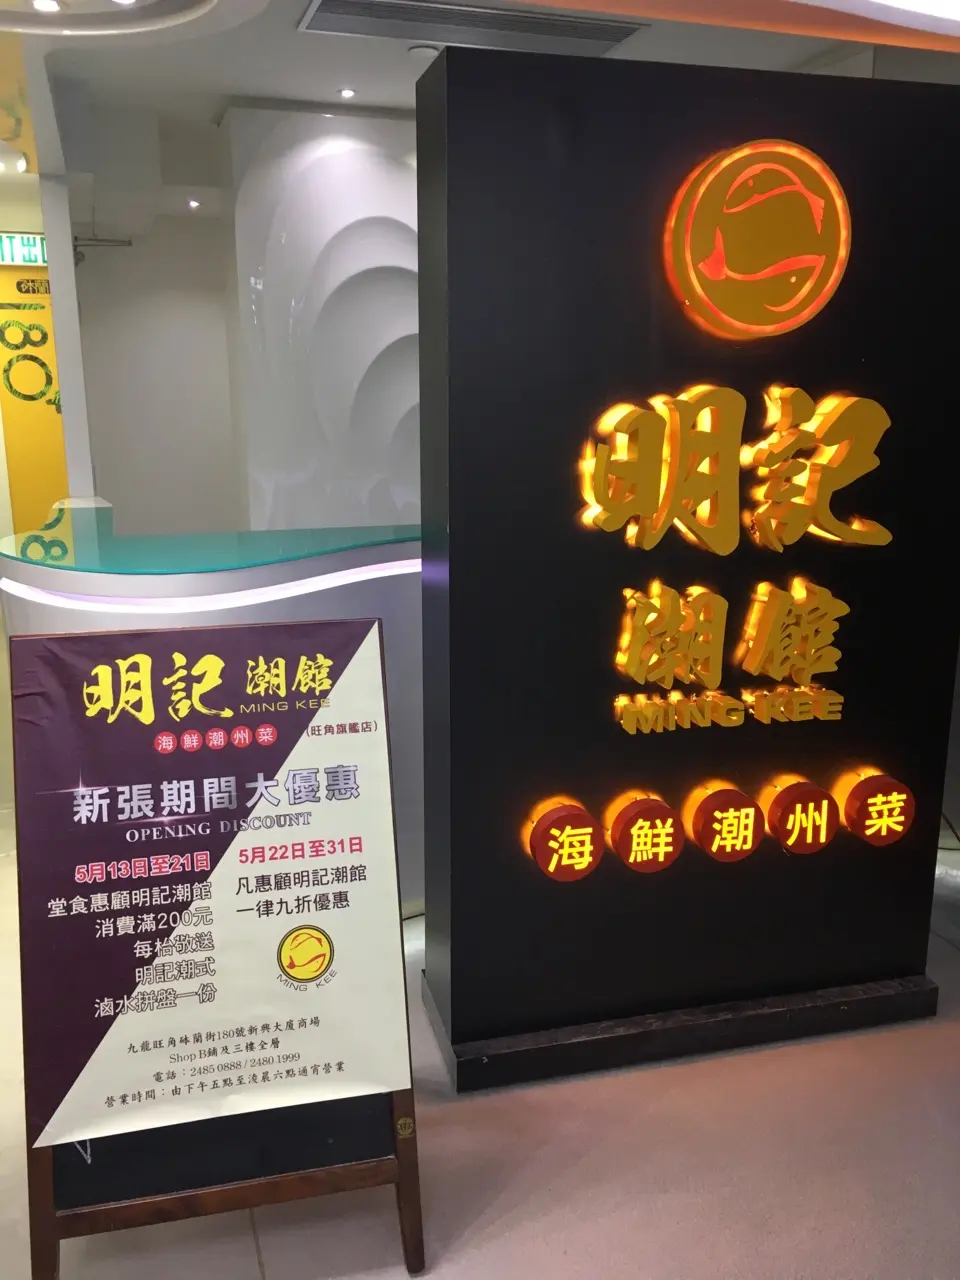 出口
砵蘭
180
8
明記
潮館
MING KEE
海鮮潮州菜
明記 潮館
MING KEE
海鮮潮州菜 (旺角旗艦店)
新張期間大優惠
OPENING DISCOUNT
5月13日至21日
堂食惠顧明記潮館
消費滿200元
每枱敬送
明記潮式
滷水拼盤一份
5月22日至31日
凡惠顧明記潮館
一律九折優惠
MING KEE
九龍旺角砵蘭街180號新興大廈商場
Shop B鋪及三樓全層
電話：2485 0888 / 2480 1999
營業時間：由下午五點至淩晨六點通宵營業